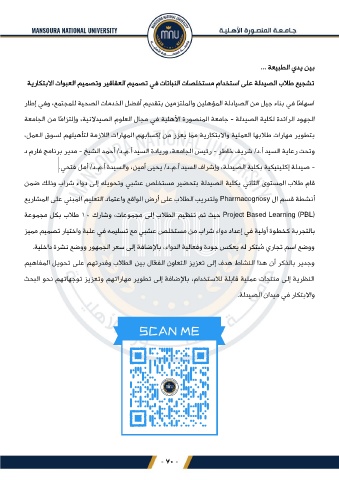 MANSOURA NATIONAL UNIVERSITY
جـامـعـة المنصـورة الأهـليـة
بين يدي الطبيعة ...
تشجيع طلاب الصيدلة على استخدام مستخلصات النباتات في تصميم العقاقير وتصميم العبوات الابتكارية
إسهامًا في بناء جيل من الصيادلة المؤهلين والملتزمين بتقديم أفضل الخدمات الصحية للمجتمع، وفي إطار
الجهود الرائدة لكلية الصيدلة - جامعة المنصورة الأهلية في مجال العلوم الصيدلانية، والتزامًا من الجامعة
بتطوير مهارات طلابها العملية والابتكارية مما يعزز من إكسابهم المهارات اللازمة لتأهيلهم لسوق العمل،
وتحت رعاية السيد أ.د/ شريف خاطر - رئيس الجامعة، وريادة السيد أ.م.د/ أحمد الشيخ - مدير برنامج فارم د
- صيدلة إكلينيكية بكلية الصيدلة، وإشراف السيد أ.م.د/ يحيى أمين، والسيدة أ.م.د/ أمل فتحي.
قام طلاب المستوى الثاني بكلية الصيدلة بتحضير مستخلص عشبي وتحويله إلى دواء شراب وذلك ضمن
أنشطة قسم ال Pharmacognosy وتدريب الطلاب على أرض الواقع واعتماد التعليم المبني على المشاريع
Project Based Learning (PBL) حيث تم تنظيم الطلاب إلى مجموعات، وشارك ١٠ طلاب بكل مجموعة
بالتجربة كخطوة أولية في إعداد دواء شراب من مستخلص عشبي مع تسليمه في علبة واختيار تصميم مميز
ووضع اسم تجاري مُبتكر له يعكس جودة وفعالية الدواء، بالإضافة إلى سعر الجمهور ووضع نشرة داخلية.
وجدير بالذكر أن هذا النشاط هدف إلى تعزيز التعاون الفعّال بين الطلاب وقدرتهم على تحويل المفاهيم
النظرية إلى منتجات عملية قابلة للاستخدام، بالإضافة إلى تطوير مهاراتهم وتعزيز توجهاتهم نحو البحث
والابتكار في ميدان الصيدلة.
SCAN ME
- ٧٠ -